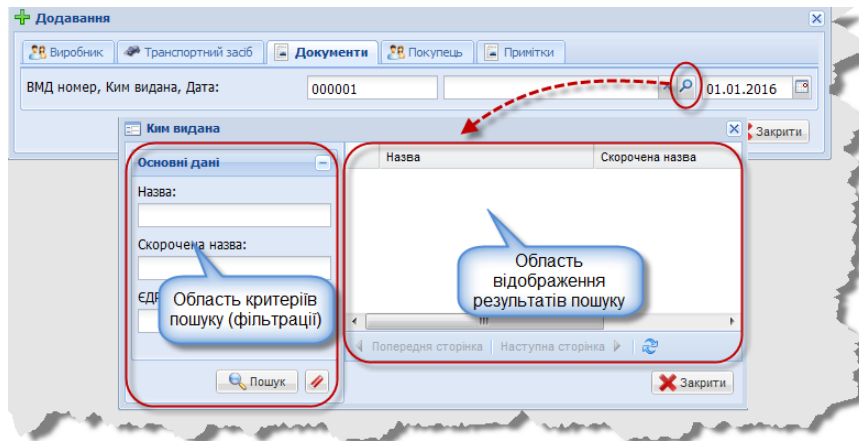 Додавання
Виробник Транспортний засіб Документи Покупець Примітки
ВМД номер, Ким видана, Дата: 000001 01.01.2016
Закрити
Ким видана
Основні дані
Назва Скорочена назва
Назва:
Скорочена назва:
ЄДР
Область критеріїв
пошуку (фільтрації)
Область
відображення
результатів пошуку
Попередня сторінка Наступна сторінка
Пошук
Закрити